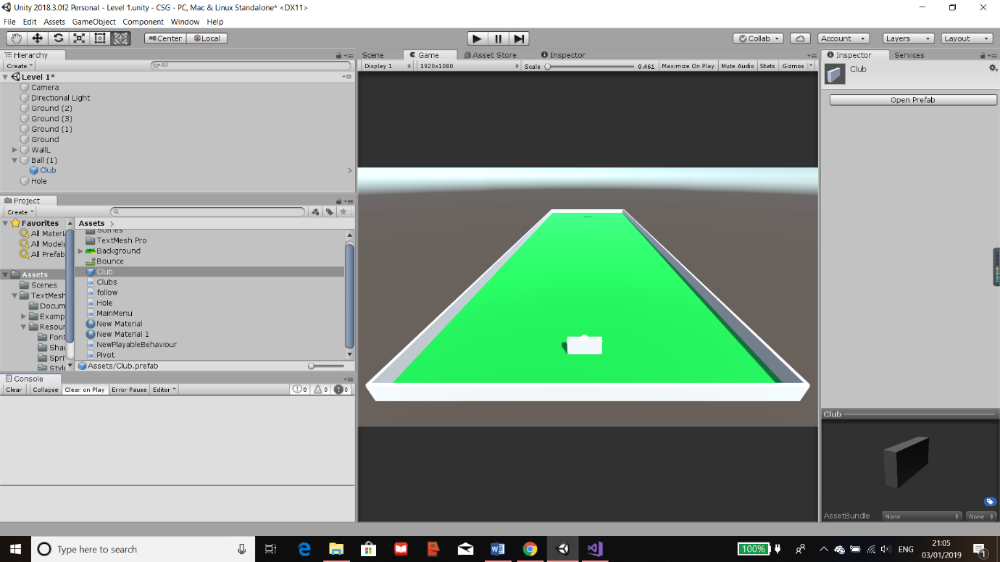 Unity 2018.3.0f2 Personal - Level 1.unity - CSG - PC, Mac & Linux Standalone* <DX11>
File Edit Assets GameObject Component Window Help
Center Local Collab Account Layers Layout
Hierarchy
Create All
Level 1*
Camera
Directional Light
Ground (2)
Ground (3)
Ground (1)
Ground
WallL
Ball (1)
Club
Hole
Project
Create
Favorites
All Materi
All Models
All Prefab
Assets
Scenes
TextMesh
Docum
Examp
Resour
Font
Sha
Spri
Style
Assets
Scenes
TextMesh Pro
Background
Bounce
Club
Clubs
follow
Hole
MainMenu
New Material
New Material 1
NewPlayableBehaviour
Pivot
Assets/Club.prefab
Console
Clear Collapse Clear on Play Error Pause Editor 0 0 0
Scene Game Asset Store Inspector
Display 1 1920x1080 Scale 0.461 Maximize On Play Mute Audio Stats Gizmos
Inspector Services
Club
Open Prefab
Club
AssetBundle None None
Type here to search
100% ENG 21:05
03/01/2019
1